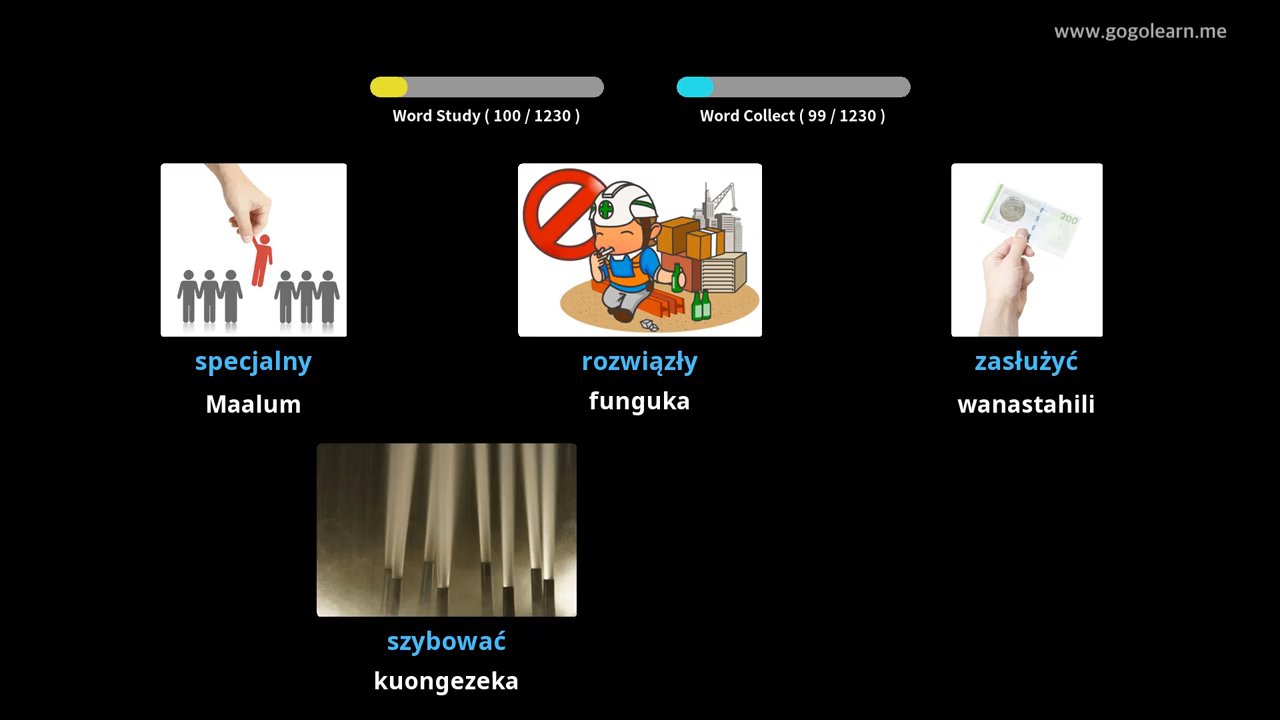 www.gogolearn.me
Word Study ( 100 / 1230 )
Word Collect ( 99 / 1230 )
200
specjalny
rozwiązły
zasłużyć
Maalum
funguka
wanastahili
szybować
kuongezeka